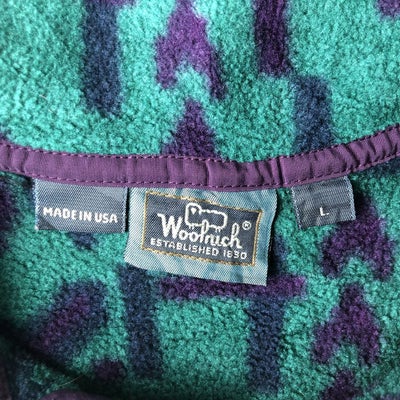 MADE IN USA
Woolrich®
ESTABLISHED 1830
L